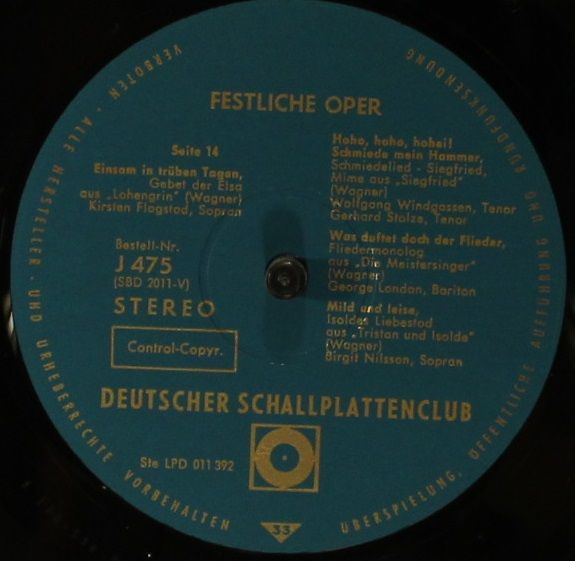 FESTLICHE OPER
Seite 14
Einsam in trüben Tagen,
Gebet der Elsa
aus „Lohengrin" (Wagner)
Kirsten Flagstad, Sopran
Bestell-Nr.
J 475
(SBD 2011-V)
STEREO
Control-Copyr.
Hoho, hoho, hohei!
Schmiede mein Hammer,
Schmiedelied - Siegfried,
Mime aus „Siegfried"
(Wagner)
Wolfgang Windgassen, Tenor
Gerhard Stolze, Tenor
Was duftet doch der Flieder,
Fliedermonolog
aus „Die Meistersinger"
(Wagner)
George London, Bariton
Mild und leise,
Isoldes Liebestod
aus „Tristan und Isolde"
(Wagner)
Birgit Nilsson, Sopran
DEUTSCHER SCHALLPLATTENCLUB
Ste LPD 011 392
33
ALLE HERSTELLER- UND URHEBERRECHTE VORBEHALTEN
ÜBERSPIELUNG, ÖFFENTLICHE AUFFÜHRUNG UND RUNDFUNKSENDUNG VERBOTEN ·